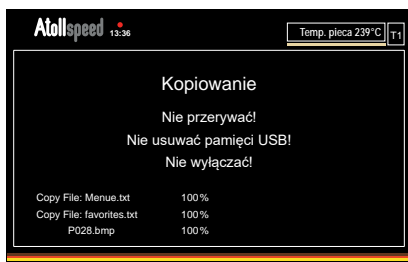 Atollspeed 13:36 Temp. pieca 239°C T1
Kopiowanie
Nie przerywać!
Nie usuwać pamięci USB!
Nie wyłączać!
Copy File: Menue.txt 100%
Copy File: favorites.txt 100%
P028.bmp 100%